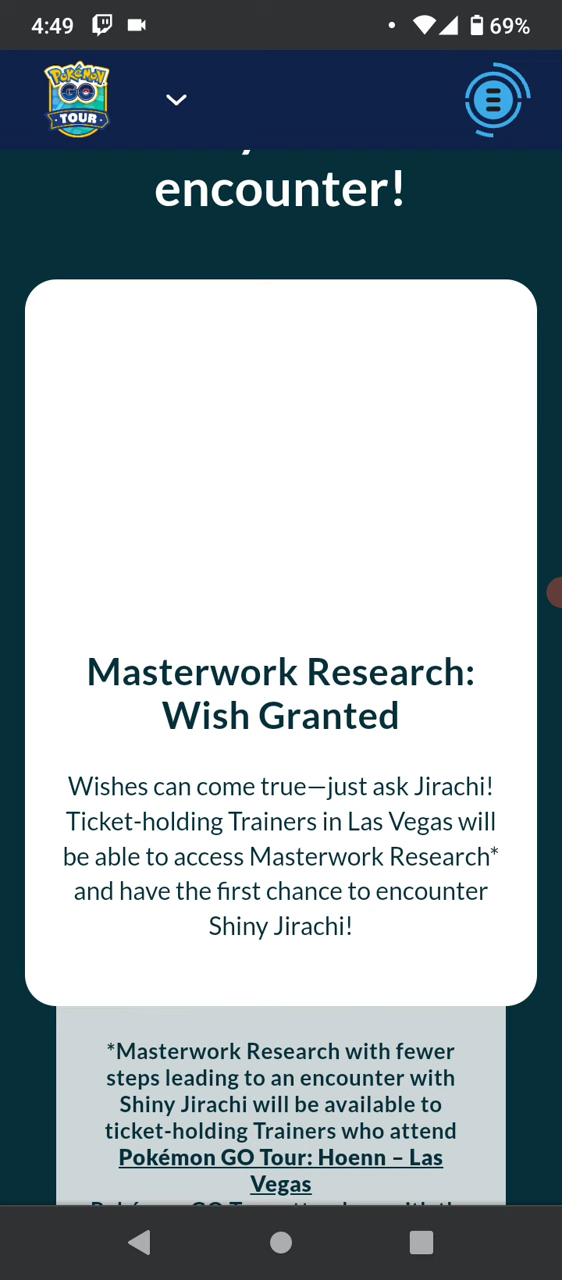 4:49
69%
POKÉMON
GO
TOUR
encounter!
Masterwork Research:
Wish Granted
Wishes can come true—just ask Jirachi!
Ticket-holding Trainers in Las Vegas will
be able to access Masterwork Research*
and have the first chance to encounter
Shiny Jirachi!
*Masterwork Research with fewer
steps leading to an encounter with
Shiny Jirachi will be available to
ticket-holding Trainers who attend
Pokémon GO Tour: Hoenn – Las
Vegas